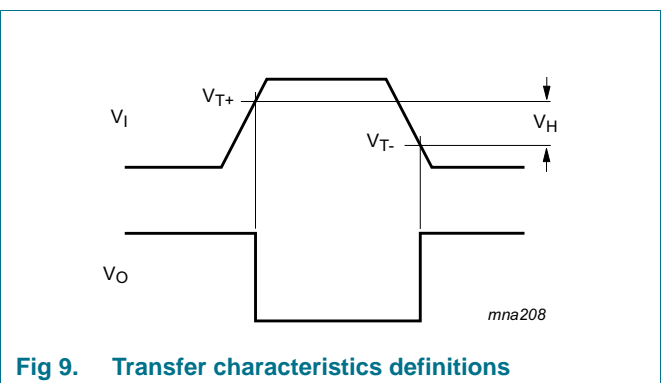 VT+
VI
VH
VT-
VO
mna208
Fig 9. Transfer characteristics definitions